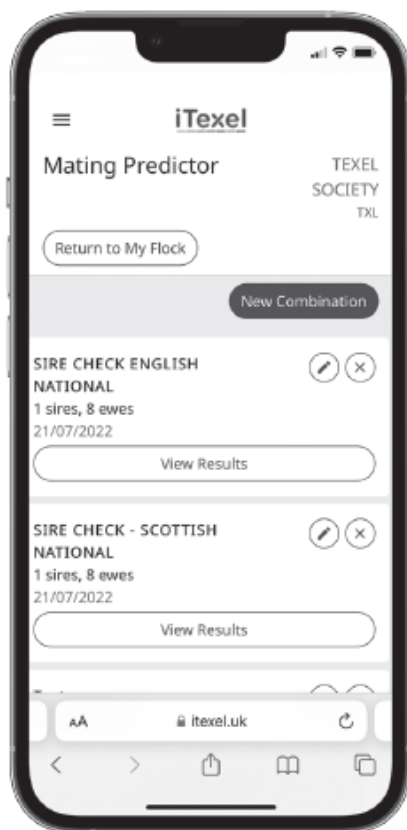 iTexel
Mating Predictor
TEXEL
SOCIETY
TXL
Return to My Flock
New Combination
SIRE CHECK ENGLISH
NATIONAL
1 sires, 8 ewes
21/07/2022
View Results
SIRE CHECK - SCOTTISH
NATIONAL
1 sires, 8 ewes
21/07/2022
View Results
AA
itexel.uk